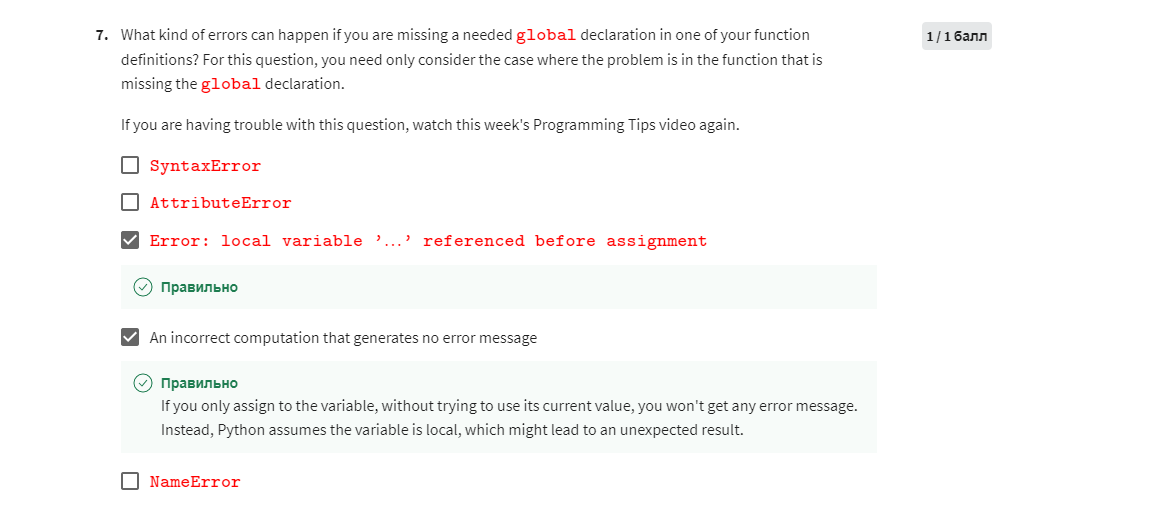 7. What kind of errors can happen if you are missing a needed global declaration in one of your function
1 / 1 балл
definitions? For this question, you need only consider the case where the problem is in the function that is
missing the global declaration.
If you are having trouble with this question, watch this week's Programming Tips video again.
SyntaxError
AttributeError
Error: local variable ’...’ referenced before assignment
Правильно
An incorrect computation that generates no error message
Правильно
If you only assign to the variable, without trying to use its current value, you won't get any error message.
Instead, Python assumes the variable is local, which might lead to an unexpected result.
NameError